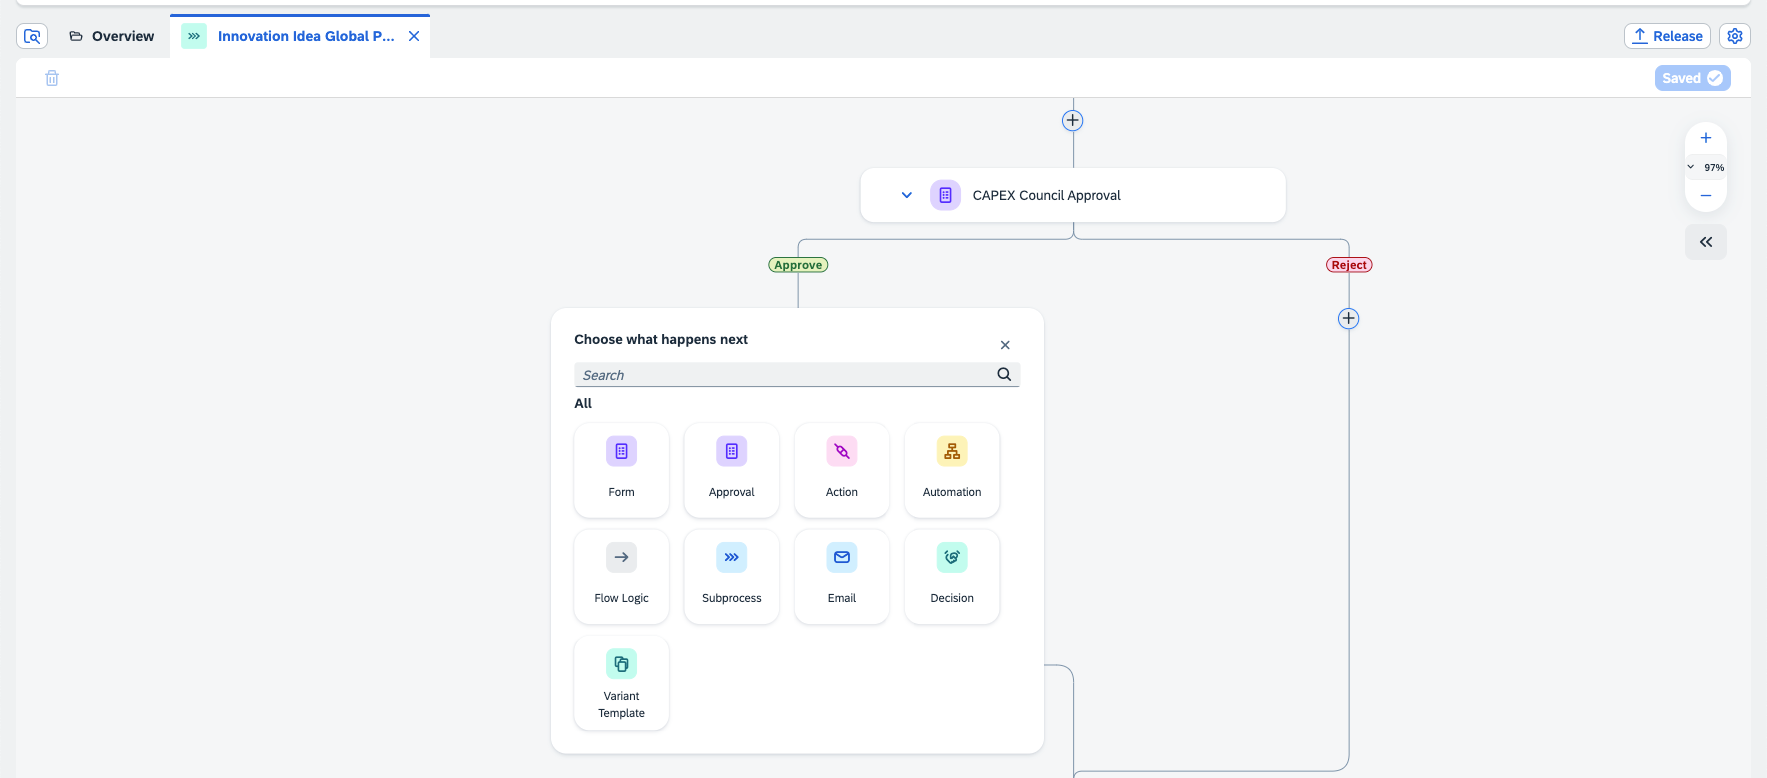 Overview
Innovation Idea Global P...
Release
Saved
97%
CAPEX Council Approval
Approve
Reject
Choose what happens next
Search
All
Form
Approval
Action
Automation
Flow Logic
Subprocess
Email
Decision
Variant
Template